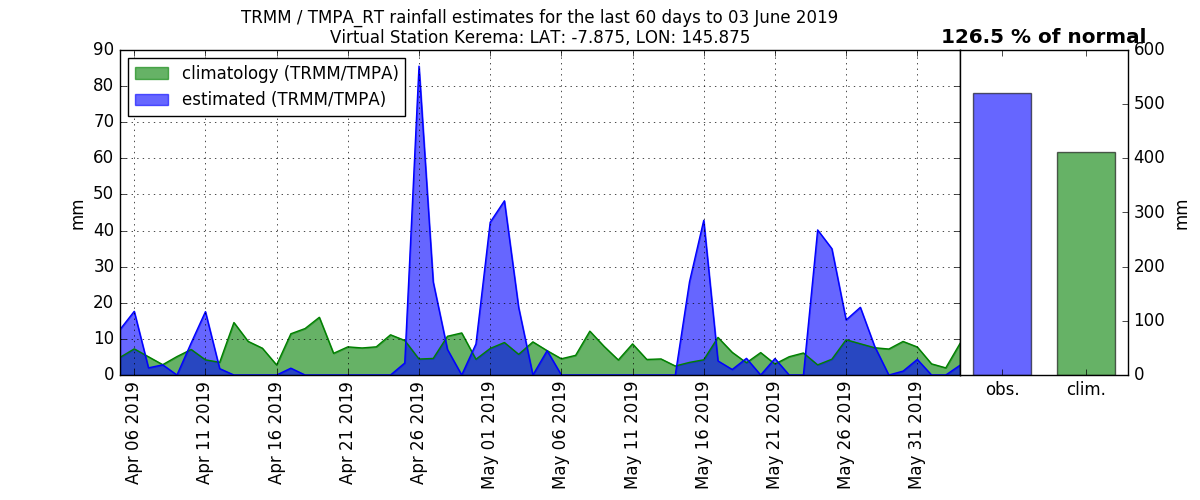 TRMM / TMPA_RT rainfall estimates for the last 60 days to 03 June 2019
Virtual Station Kerema: LAT: -7.875, LON: 145.875
126.5 % of normal
climatology (TRMM/TMPA)
estimated (TRMM/TMPA)
mm
90
80
70
60
50
40
30
20
10
0
Apr 06 2019
Apr 11 2019
Apr 16 2019
Apr 21 2019
Apr 26 2019
May 01 2019
May 06 2019
May 11 2019
May 16 2019
May 21 2019
May 26 2019
May 31 2019
600
500
400
300
200
100
0
mm
obs.
clim.